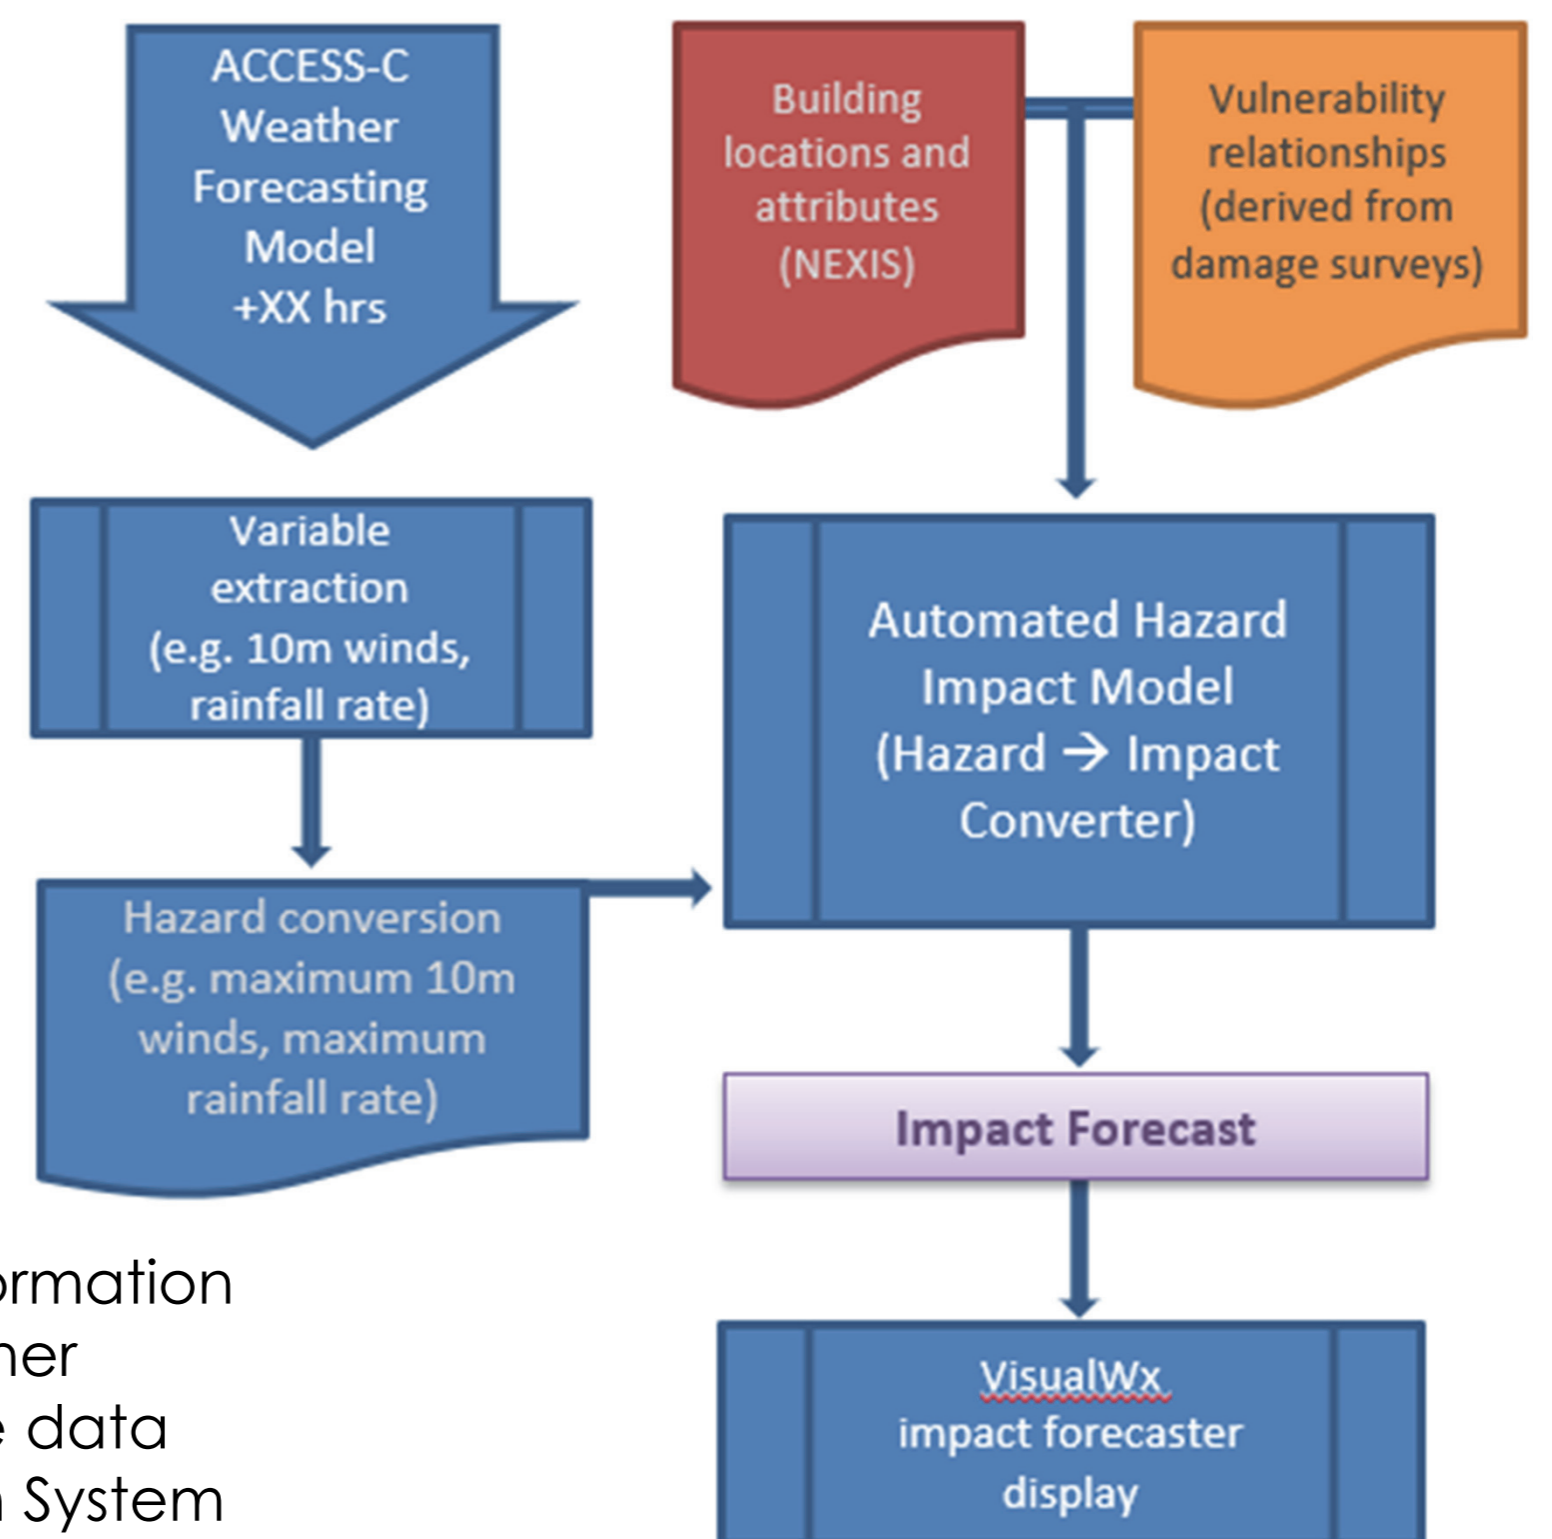 ACCESS-C
Weather
Forecasting
Model
+XX hrs
Building
locations and
attributes
(NEXIS)
Vulnerability
relationships
(derived from
damage surveys)
Variable
extraction
(e.g. 10m winds,
rainfall rate)
Automated Hazard
Impact Model
(Hazard → Impact
Converter)
Hazard conversion
(e.g. maximum 10m
winds, maximum
rainfall rate)
Impact Forecast
VisualWx
impact forecaster
display
data
System